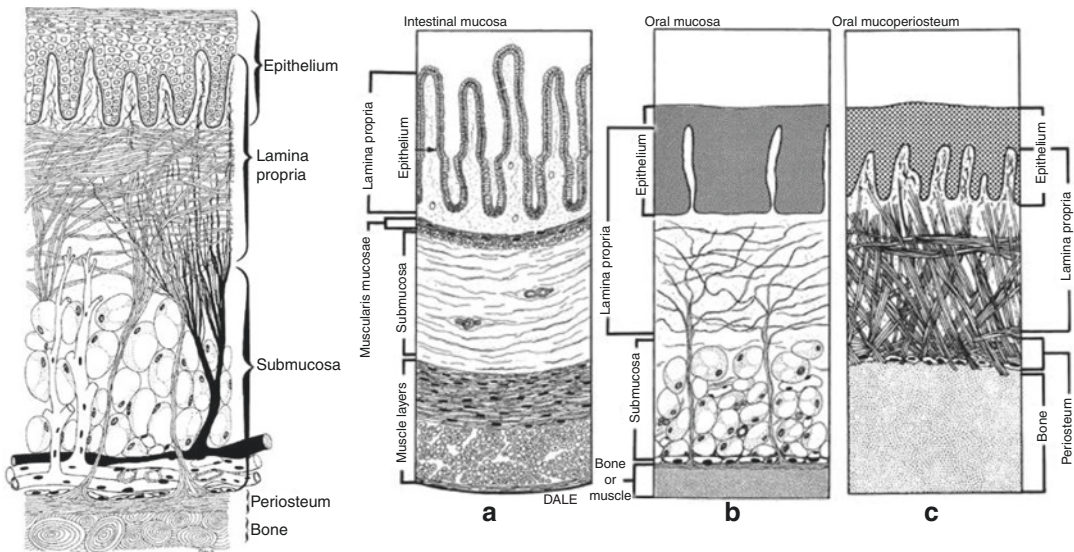 Epithelium
Lamina
propria
Submucosa
Periosteum
Bone
Intestinal mucosa
Lamina propria
Epithelium
Muscularis mucosae
Submucosa
Muscle layers
DALE
a
Oral mucosa
Epithelium
Lamina propria
Submucosa
Bone
or
muscle
b
Oral mucoperiosteum
Epithelium
Lamina propria
Periosteum
Bone
c